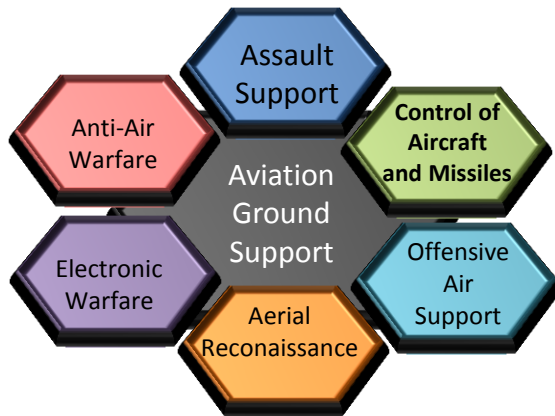 Assault
Support
Anti-Air
Warfare
Control of
Aircraft
and Missiles
Aviation
Ground
Support
Electronic
Warfare
Offensive
Air
Support
Aerial
Reconaissance